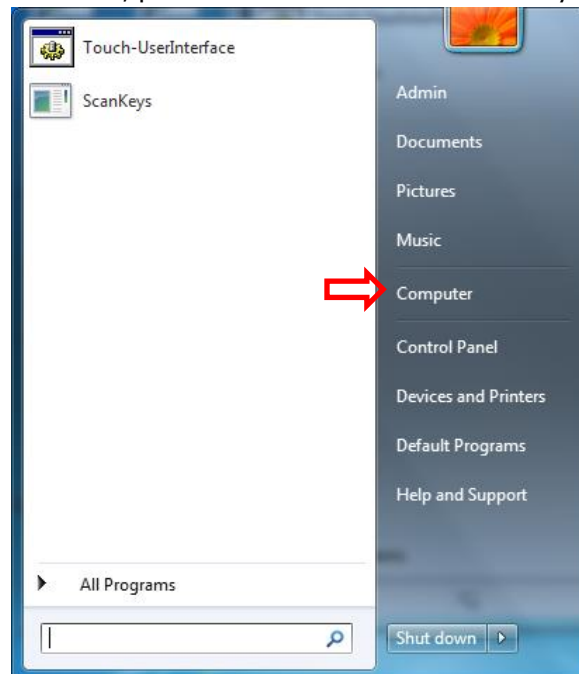 Touch-UserInterface
ScanKeys
All Programs
Admin
Documents
Pictures
Music
Computer
Control Panel
Devices and Printers
Default Programs
Help and Support
Shut down